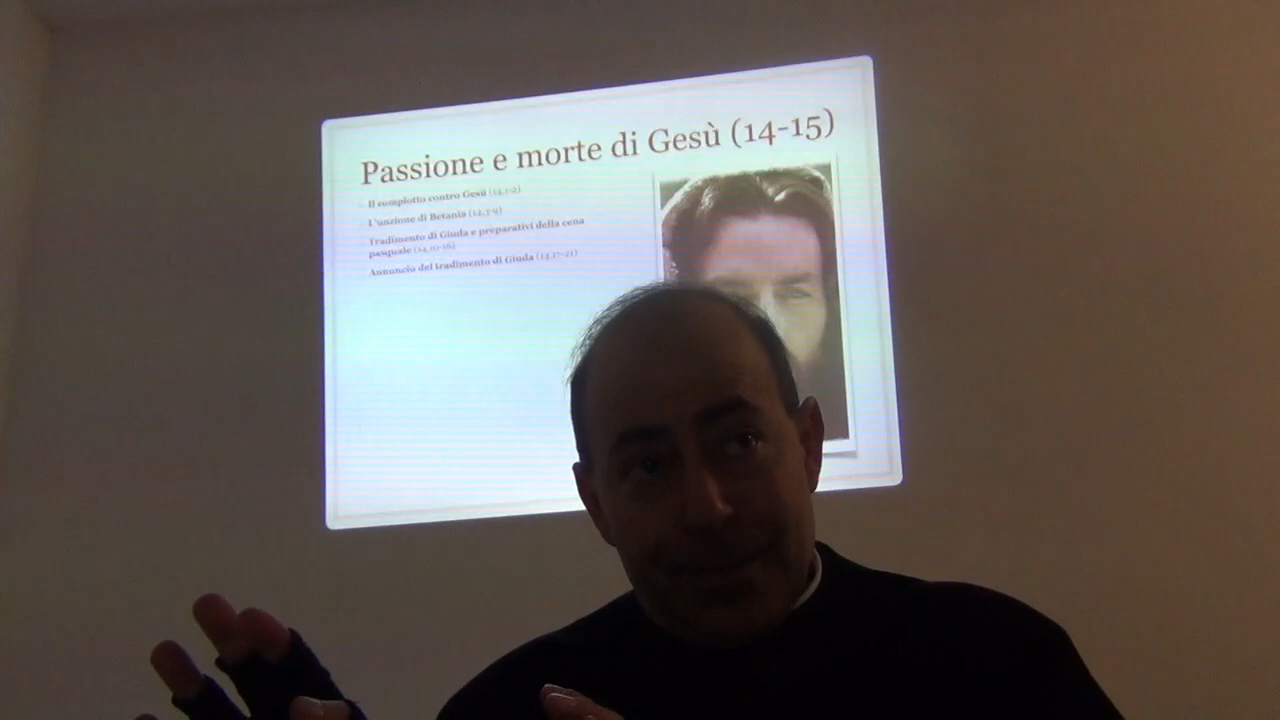 Passione e morte di Gesù (14-15)
Il complotto contro Gesù (14,1-2)
L'unzione di Betania (14,3-9)
Tradimento di Giuda e preparativi della cena
pasquale (14,10-16)
Annuncio del tradimento di Giuda (14,17-21)